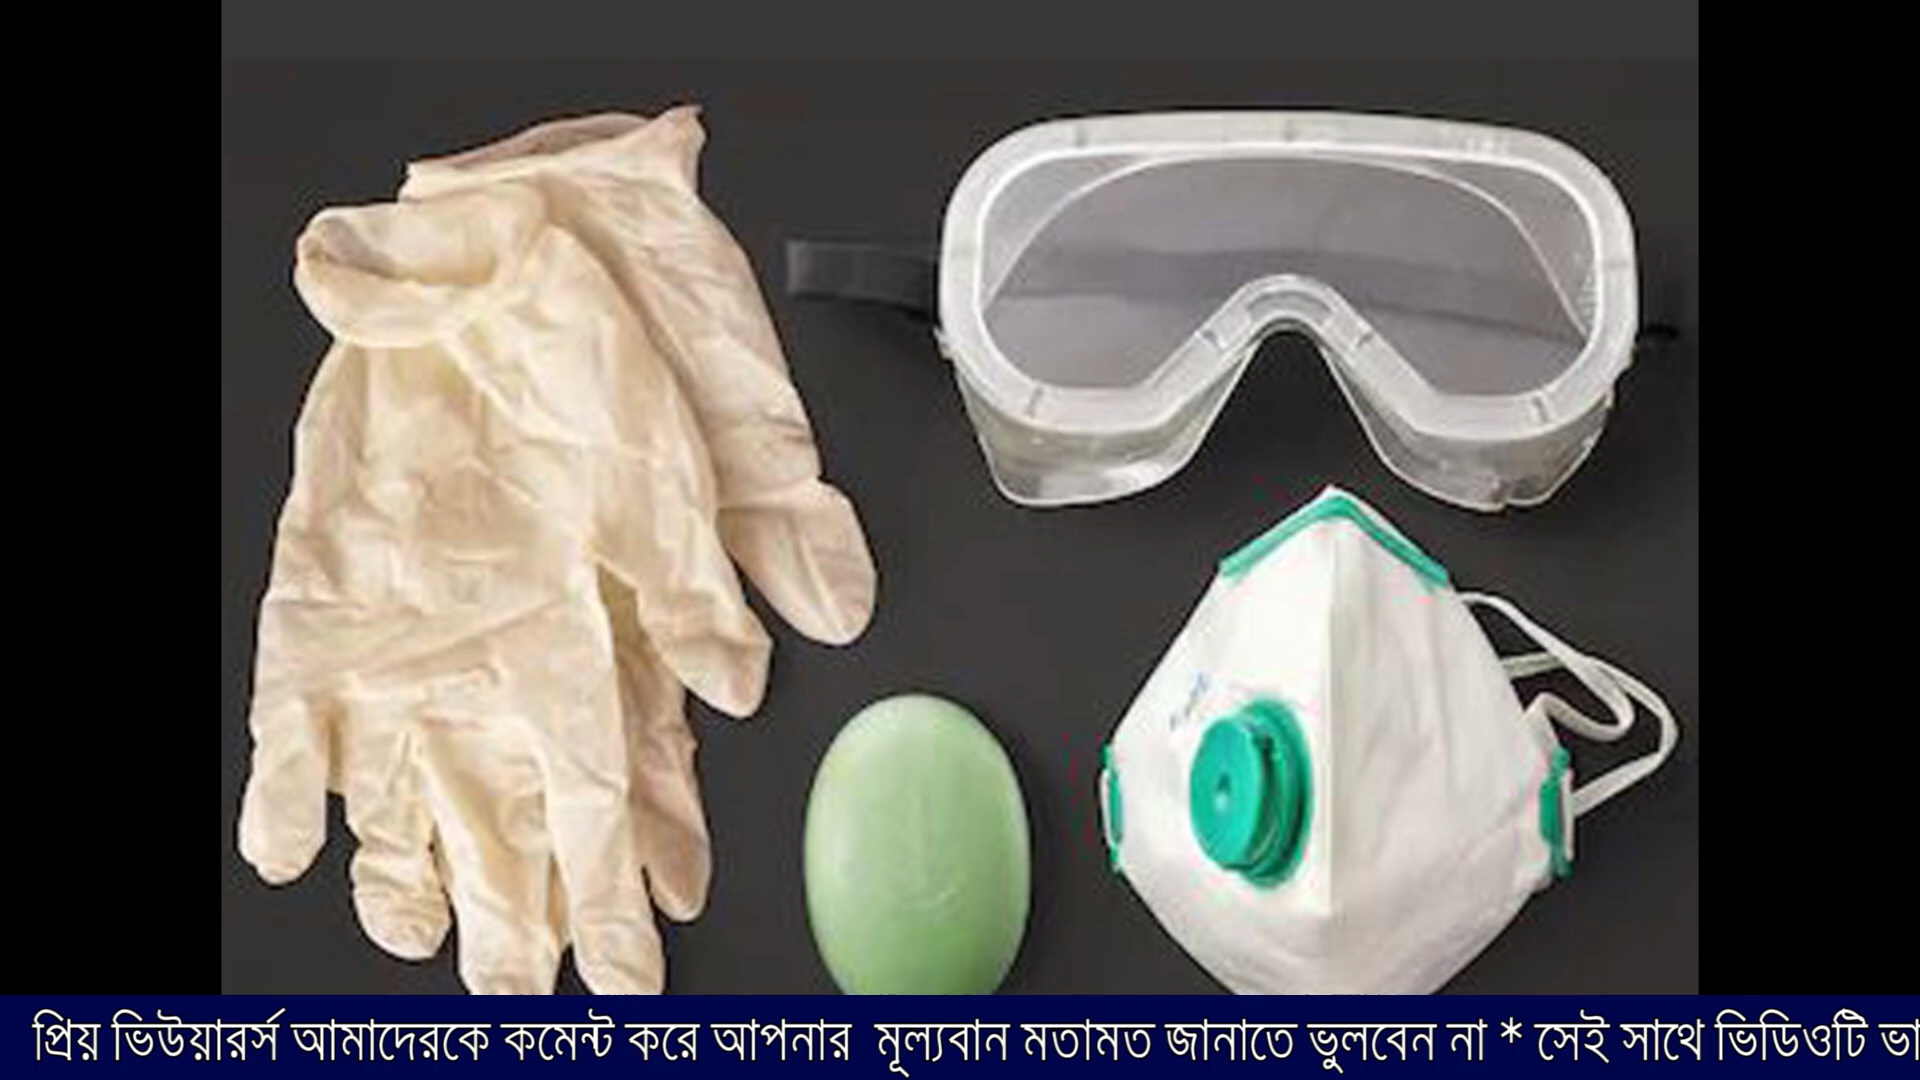 প্রিয় ভিউয়ারর্স আমাদেরকে কমেন্ট করে আপনার মূল্যবান মতামত জানাতে ভুলবেন না * সেই সাথে ভিডিওটি